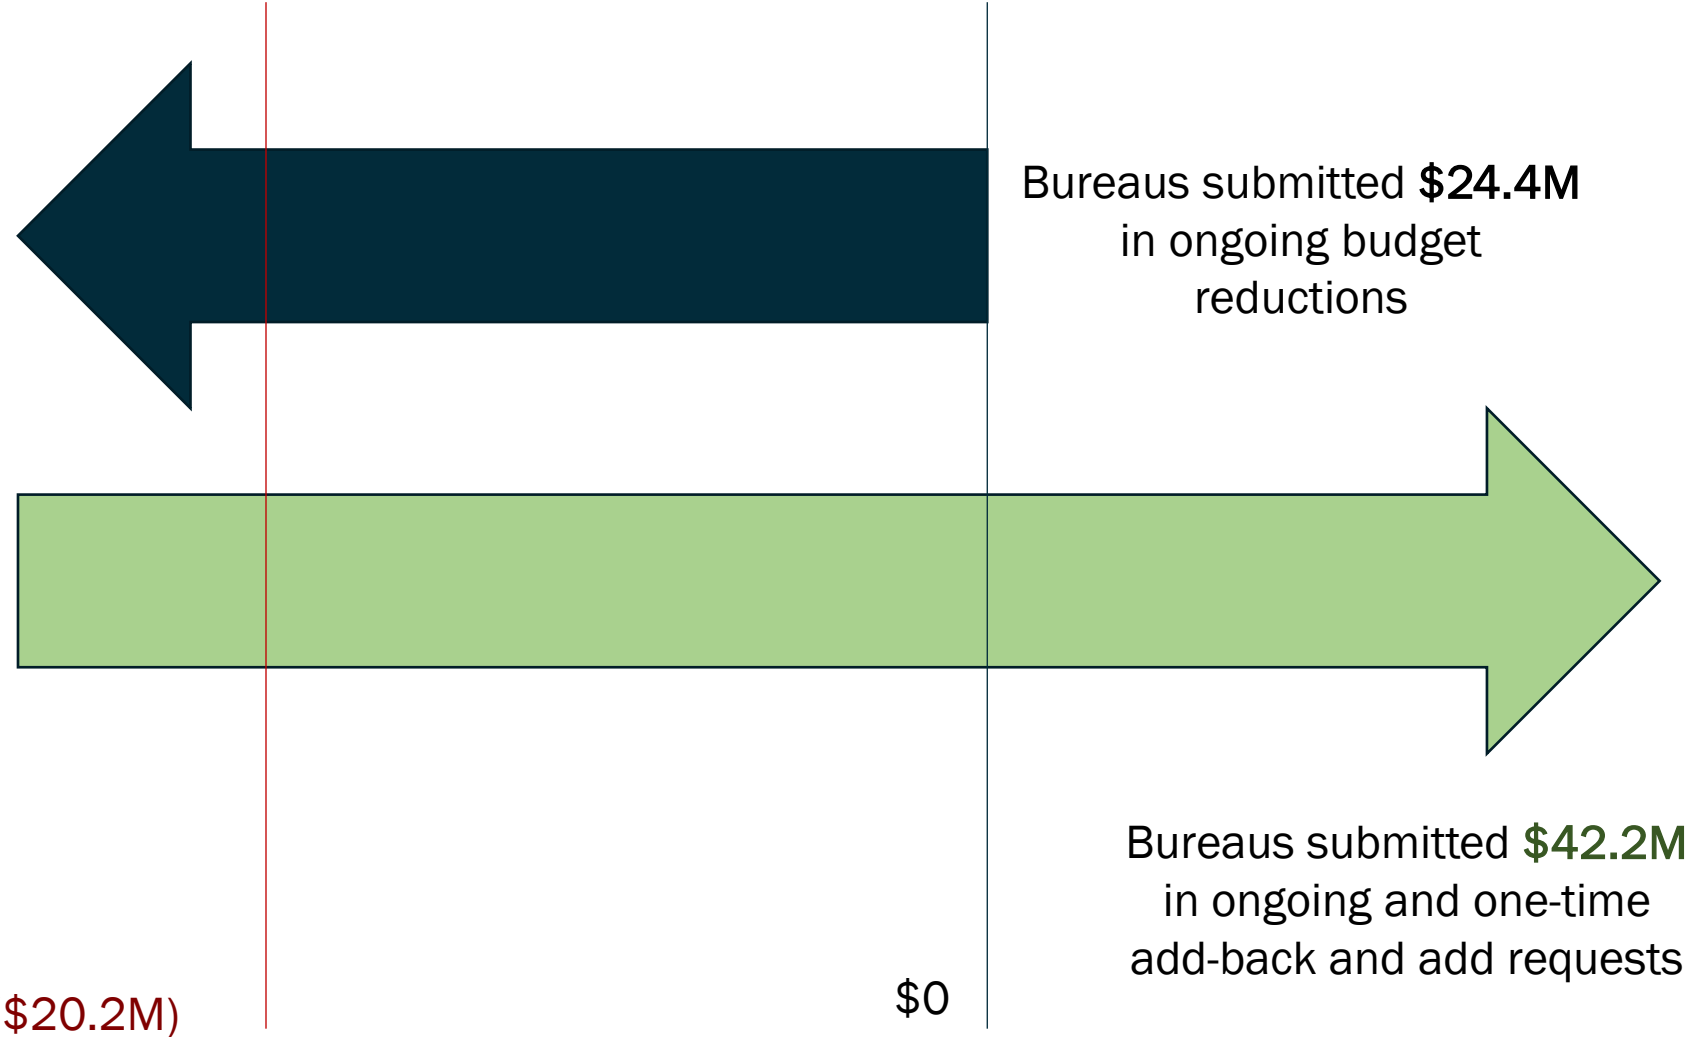 Bureaus submitted $24.4M
in ongoing budget
reductions
Bureaus submitted $42.2M
in ongoing and one-time
add-back and add requests
$0
$20.2M)